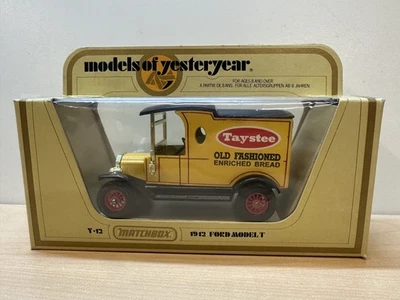 models of yesteryear.
FOR AGES 8 AND OVER
A PARTIR DE 8 ANS. FÜR ALLE ALTERSGRUPPEN AB 8 JAHREN.
Taystee
OLD FASHIONED
ENRICHED BREAD
Y-12 MATCHBOX 1912 FORD MODEL T